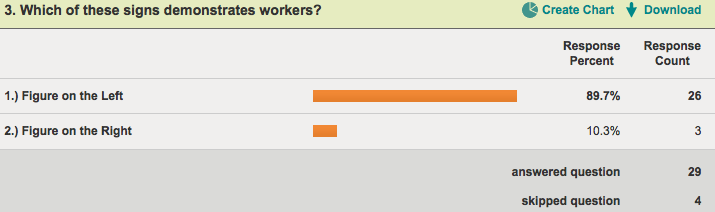 3. Which of these signs demonstrates workers? Create Chart Download
Response Percent Response Count
1.) Figure on the Left 89.7% 26
2.) Figure on the Right 10.3% 3
answered question 29
skipped question 4